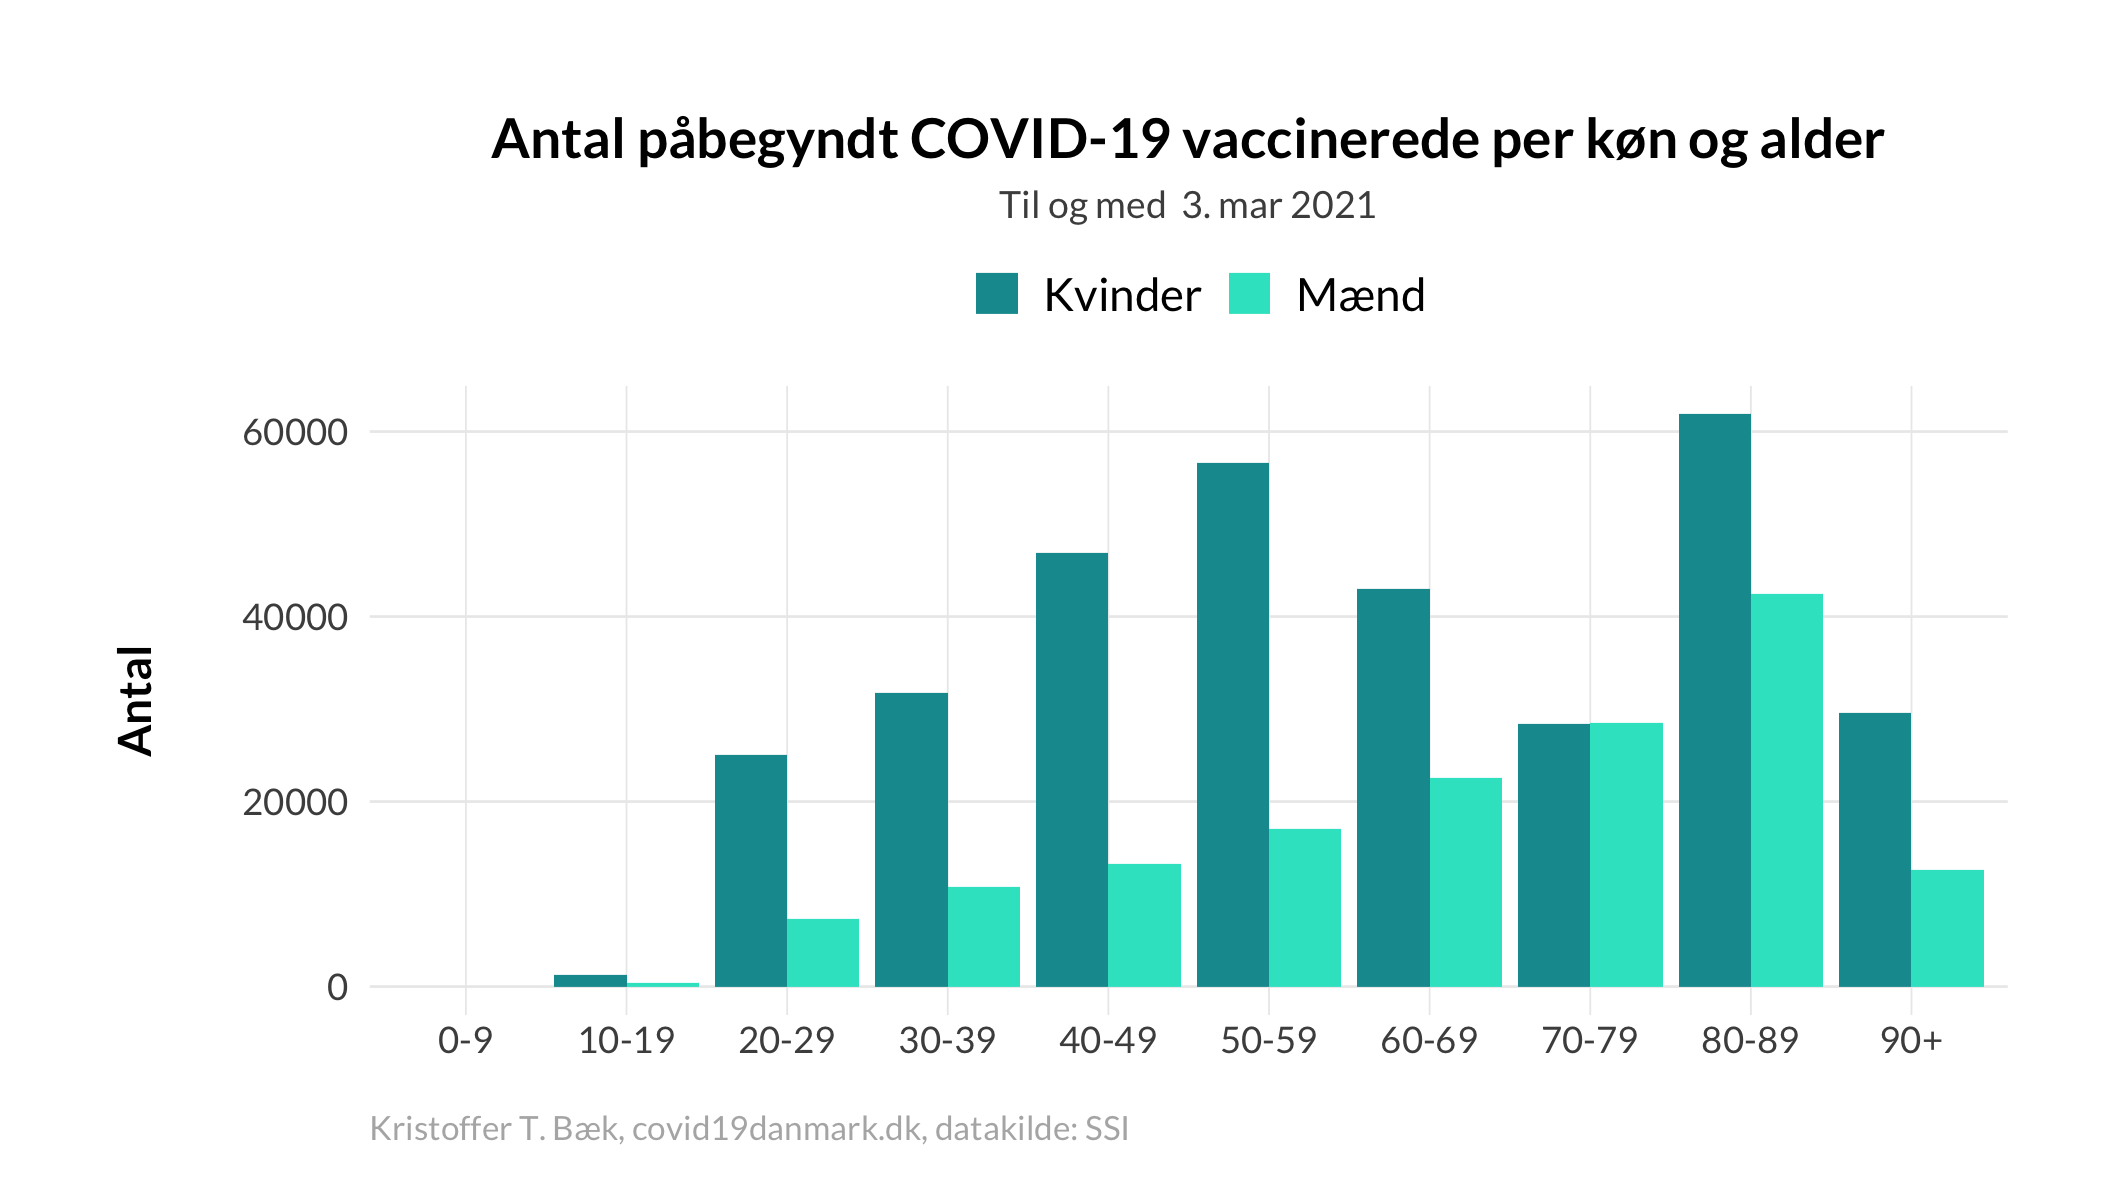 Antal påbegyndt COVID-19 vaccinerede per køn og alder
Til og med  3. mar 2021
Kvinder Mænd
Antal
60000
40000
20000
0
0-9 10-19 20-29 30-39 40-49 50-59 60-69 70-79 80-89 90+
Kristoffer T. Bæk, covid19danmark.dk, datakilde: SSI